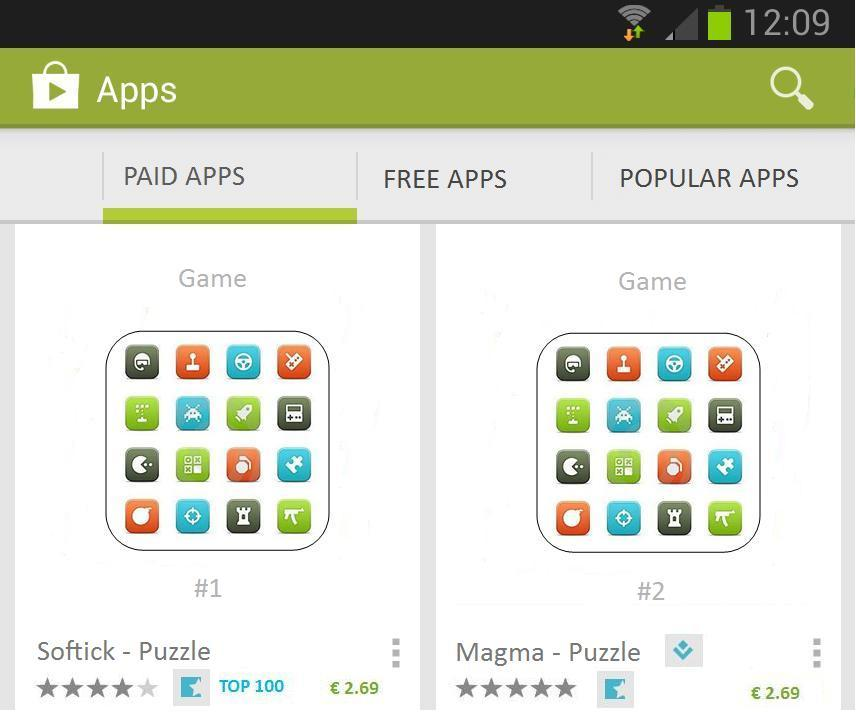 12:09
Apps
PAID APPS
FREE APPS
POPULAR APPS
Game
#1
Softick - Puzzle
TOP 100
€ 2.69
Game
#2
Magma - Puzzle
€ 2.69